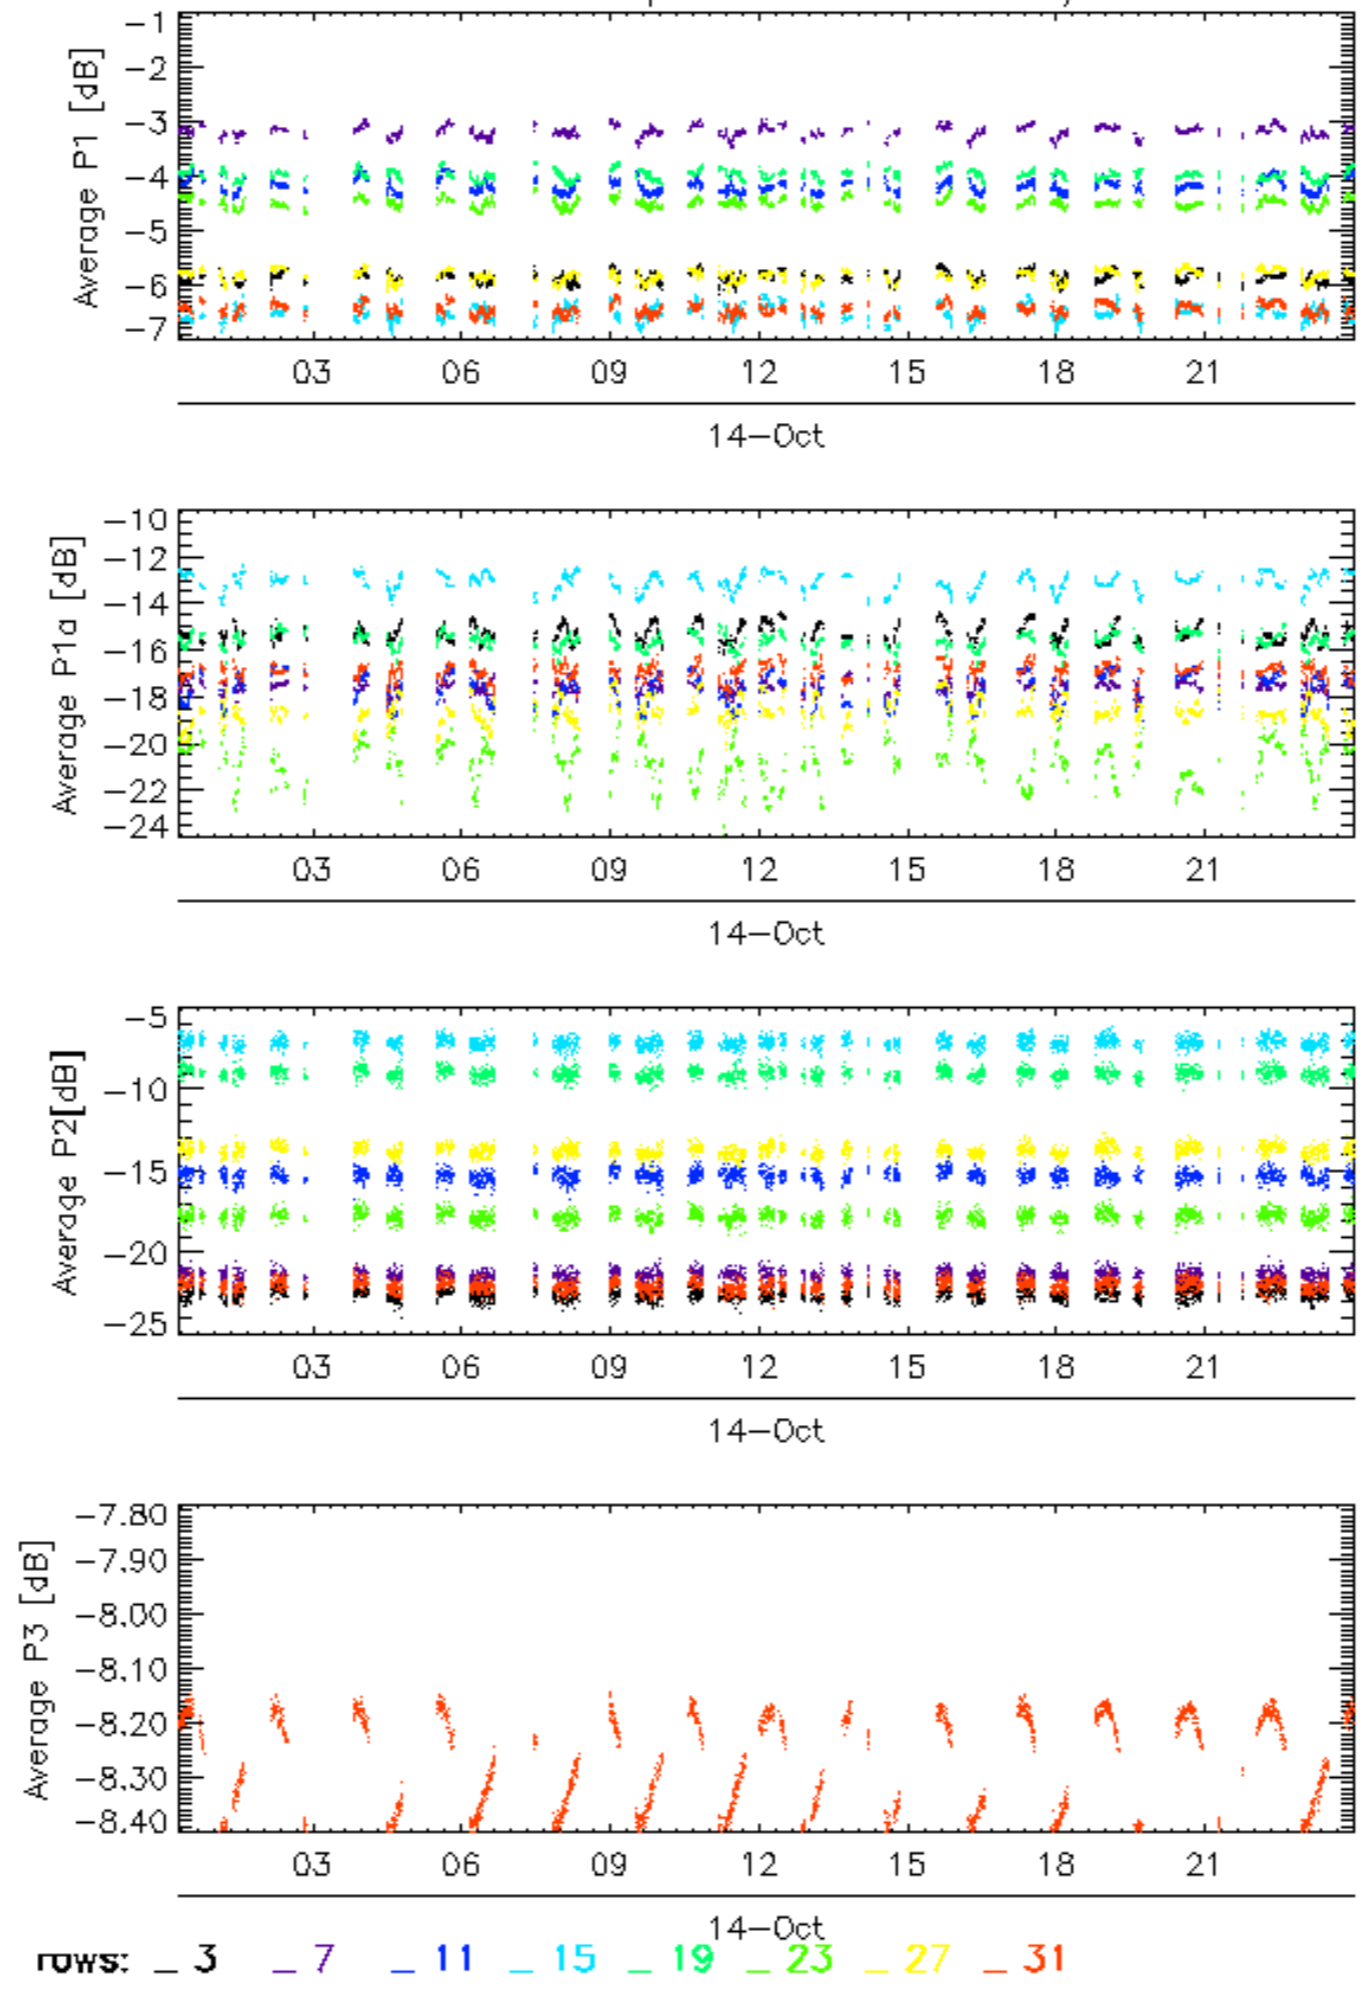 Average P1 [dB]
-1
-2
-3
-4
-5
-6
-7
03 06 09 12 15 18 21
14-Oct
Average P1a [dB]
-10
-12
-14
-16
-18
-20
-22
-24
03 06 09 12 15 18 21
14-Oct
Average P2[dB]
-5
-10
-15
-20
-25
03 06 09 12 15 18 21
14-Oct
Average P3 [dB]
-7.80
-7.90
-8.00
-8.10
-8.20
-8.30
-8.40
03 06 09 12 15 18 21
14-Oct
rows: _ 3 _ 7 _ 11 _ 15 _ 19 _ 23 _ 27 _ 31